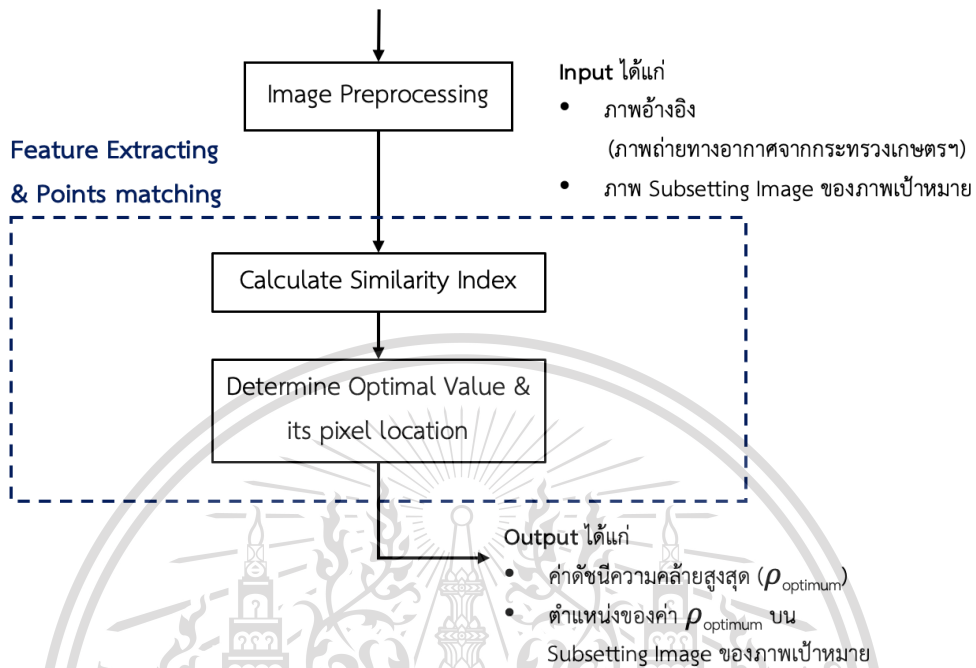 Image Preprocessing
Input ได้แก่
• ภาพอ้างอิง
(ภาพถ่ายทางอากาศจากกระทรวงเกษตรฯ)
• ภาพ Subsetting Image ของภาพเป้าหมาย
Feature Extracting
& Points matching
Calculate Similarity Index
Determine Optimal Value &
its pixel location
Output ได้แก่
• ค่าดัชนีความคล้ายสูงสุด (ρoptimum)
• ตำแหน่งของค่า ρoptimum บน
Subsetting Image ของภาพเป้าหมาย